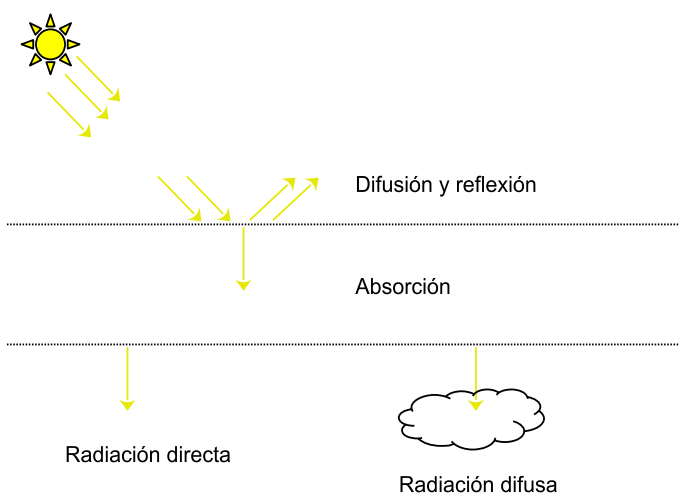 Difusión y reflexión
Absorción
Radiación directa
Radiación difusa